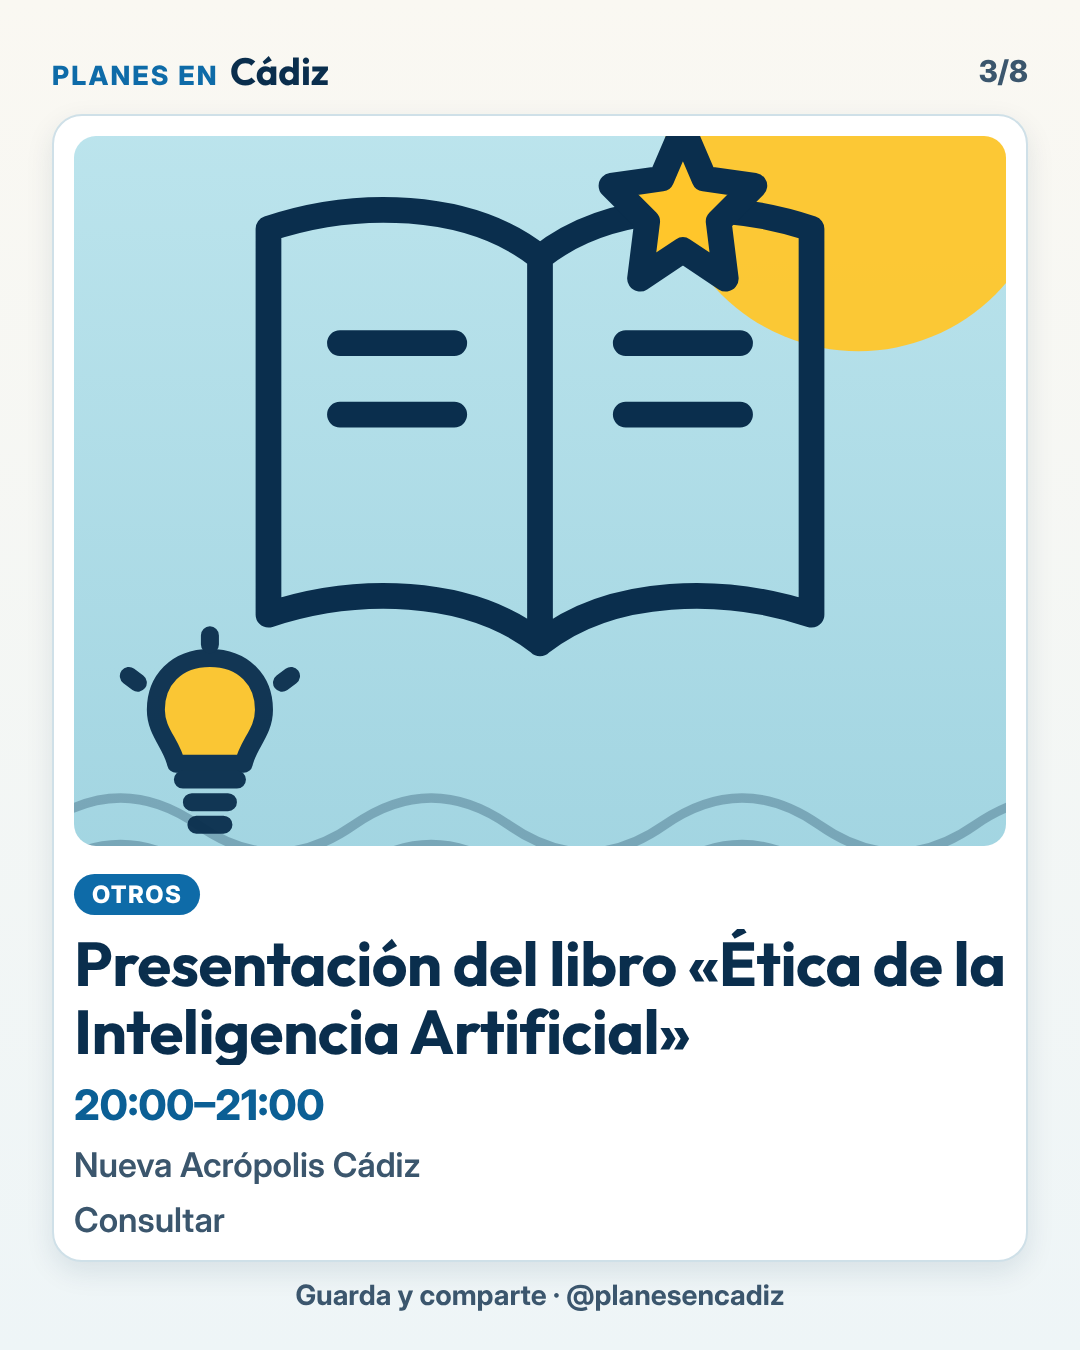 PLANES EN Cádiz
3/8
OTROS
Presentación del libro «Ética de la
Inteligencia Artificial»
20:00–21:00
Nueva Acrópolis Cádiz
Consultar
Guarda y comparte · @planesencadiz